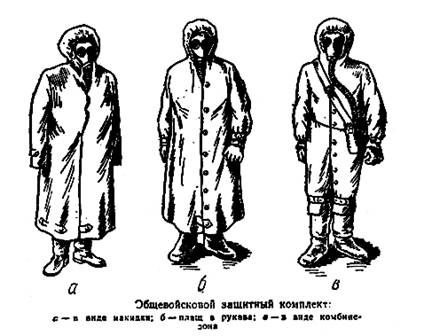 а
б
в
Общевойсковой защитный комплект:
а — в виде накидки; б — плащ в рукава; в — в виде комбине-
зона